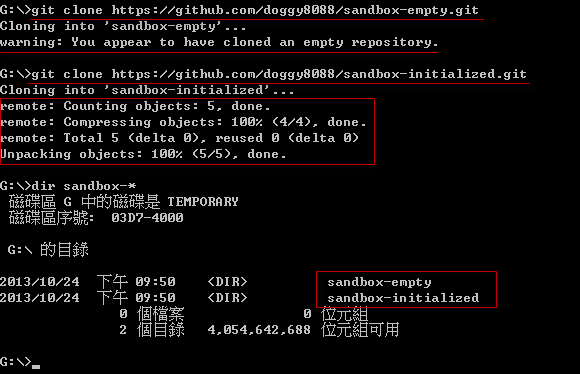 G:\>git clone https://github.com/doggy8088/sandbox-empty.git
Cloning into 'sandbox-empty'...
warning: You appear to have cloned an empty repository.
G:\>git clone https://github.com/doggy8088/sandbox-initialized.git
Cloning into 'sandbox-initialized'...
remote: Counting objects: 5, done.
remote: Compressing objects: 100% (4/4), done.
remote: Total 5 (delta 0), reused 0 (delta 0)
Unpacking objects: 100% (5/5), done.
G:\>dir sandbox-*
磁碟區 G 中的磁碟是 TEMPORARY
磁碟區序號:  03D7-4000
G:\ 的目錄
2013/10/24  下午 09:50    <DIR>          sandbox-empty
2013/10/24  下午 09:50    <DIR>          sandbox-initialized
0 個檔案               0 位元組
2 個目錄   4,054,642,688 位元組可用
G:\>_